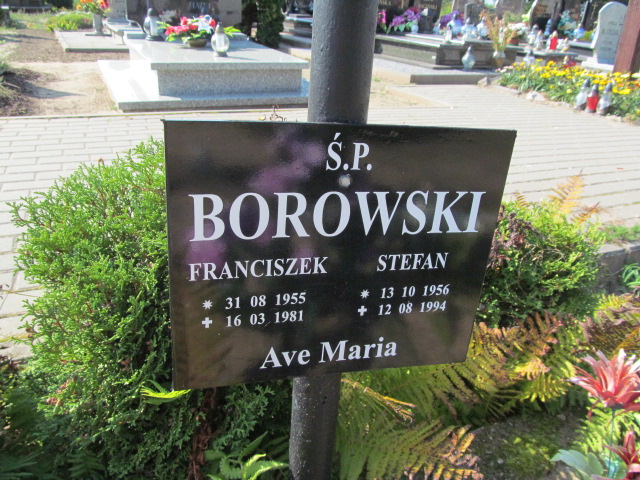 Ś.P.
BOROWSKI
FRANCISZEK STEFAN
* 31 08 1955 * 13 10 1956
✝ 16 03 1981 ✝ 12 08 1994
Ave Maria